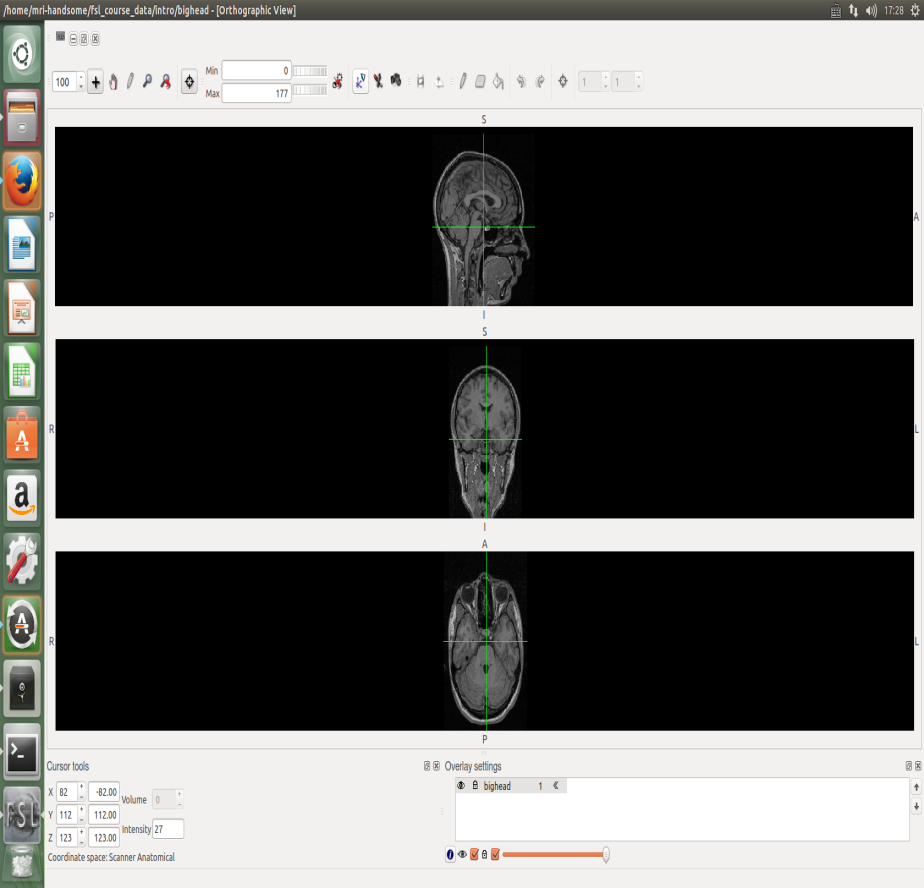 /home/mri-handsome/fsl_course_data/intro/bighead - [Orthographic View]
17:28
100
Min 0
Max 177
1 1
S
P A
I
S
R L
I
A
R L
P
Cursor tools
Overlay settings
X 82 -82.00
Volume 0
Y 112 112.00
Intensity 27
Z 123 123.00
Coordinate space: Scanner Anatomical
bighead 1
FSL